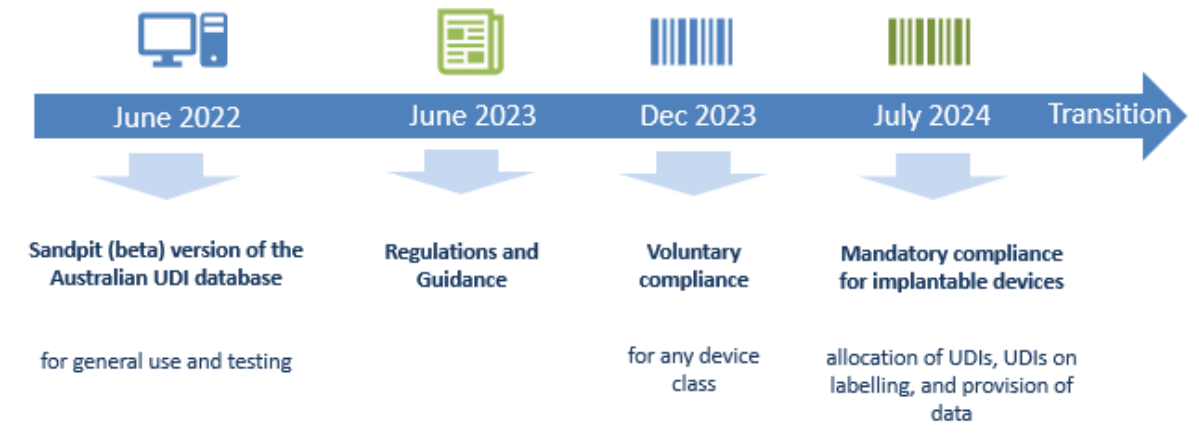 June 2022
June 2023
Dec 2023
July 2024
Transition
Sandpit (beta) version of the
Australian UDI database
for general use and testing
Regulations and
Guidance
Voluntary
compliance
for any device
class
Mandatory compliance
for implantable devices
allocation of UDIs, UDIs on
labelling, and provision of
data